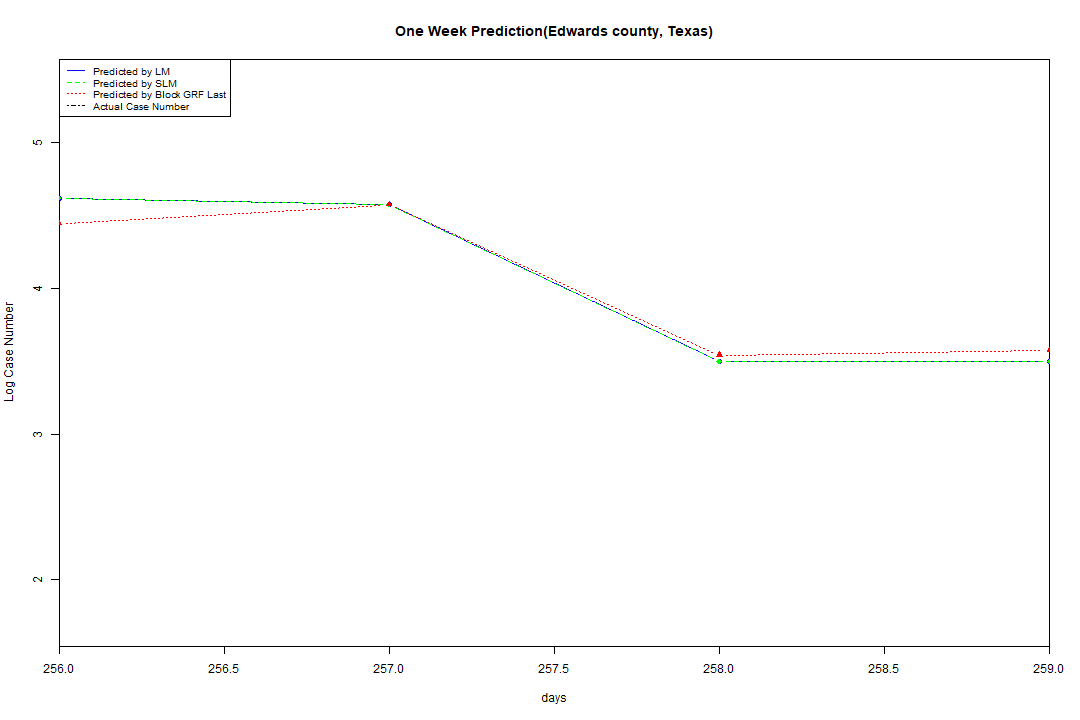 One Week Prediction(Edwards county, Texas)
Predicted by LM
Predicted by SLM
Predicted by Block GRF Last
Actual Case Number
5
4
3
2
Log Case Number
256.0 256.5 257.0 257.5 258.0 258.5 259.0
days